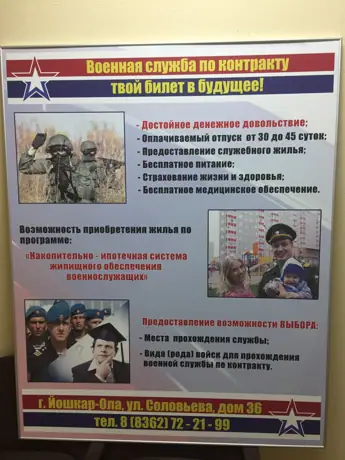 Военная служба по контракту
твой билет в будущее!
- Достойное денежное довольствие;
- Оплачиваемый отпуск от 30 до 45 суток;
- Предоставление служебного жилья;
- Бесплатное питание;
- Страхование жизни и здоровья;
- Бесплатное медицинское обеспечение.
Возможность приобретения жилья по
программе:
«Накопительно - ипотечная система
жилищного обеспечения
военнослужащих»
Предоставление возможности ВЫБОРА:
- Места прохождения службы;
- Вида (рода) войск для прохождения
военной службы по контракту.
г. Йошкар-Ола, ул. Соловьева, дом 36
тел. 8 (8362) 72 - 21 - 99